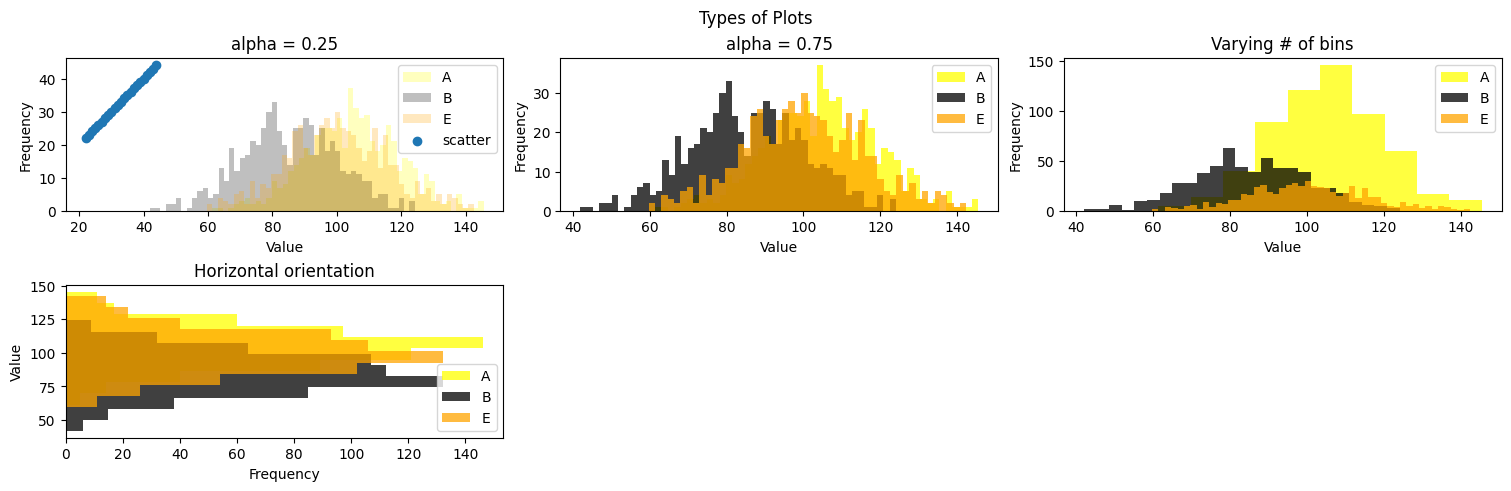 Types of Plots
alpha = 0.25
Frequency
40
30
20
10
0
20 40 60 80 100 120 140
Value
A
B
E
scatter
alpha = 0.75
Frequency
30
20
10
0
40 60 80 100 120 140
Value
A
B
E
Varying # of bins
Frequency
150
100
50
0
40 60 80 100 120 140
Value
A
B
E
Horizontal orientation
Value
150
125
100
75
50
0 20 40 60 80 100 120 140
Frequency
A
B
E